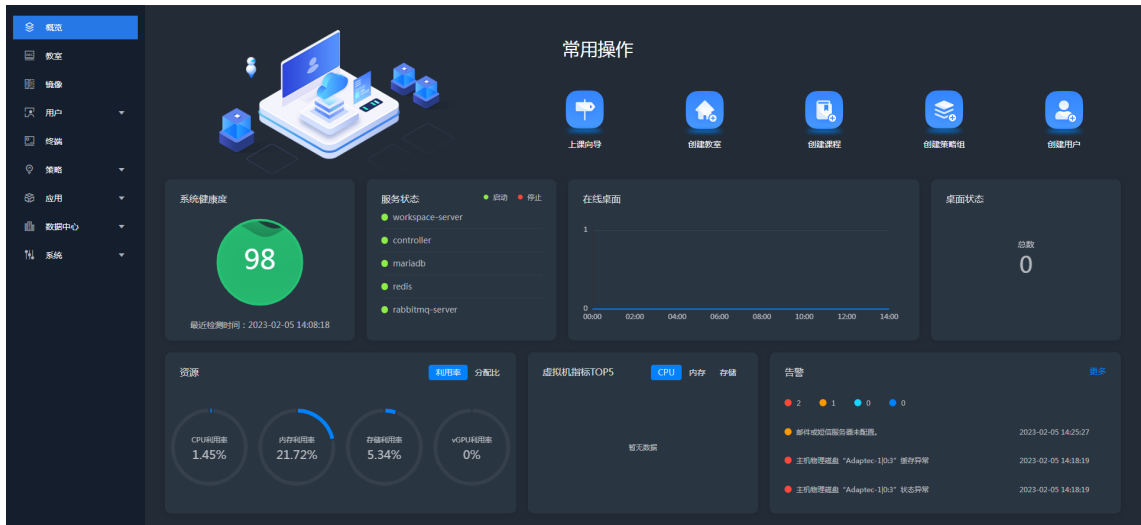 概览
教室
镜像
用户
终端
策略
应用
数据中心
系统
常用操作
上课向导
创建教室
创建课程
创建策略组
创建用户
系统健康度
98
最近检测时间：2023-02-05 14:08:18
服务状态 启动 停止
workspace-server
controller
mariadb
redis
rabbitmq-server
在线桌面
1
0
00:00 02:00 04:00 06:00 08:00 10:00 12:00 14:00
桌面状态
总数
0
资源 利用率 分配比
CPU利用率
1.45%
内存利用率
21.72%
存储利用率
5.34%
vGPU利用率
0%
虚拟机指标TOP5 CPU 内存 存储
暂无数据
告警 更多
2 1 0 0
邮件或短信服务器未配置。 2023-02-05 14:25:27
主机物理磁盘“Adaptec-1|0:3”缓存异常 2023-02-05 14:18:19
主机物理磁盘“Adaptec-1|0:3”状态异常 2023-02-05 14:18:19